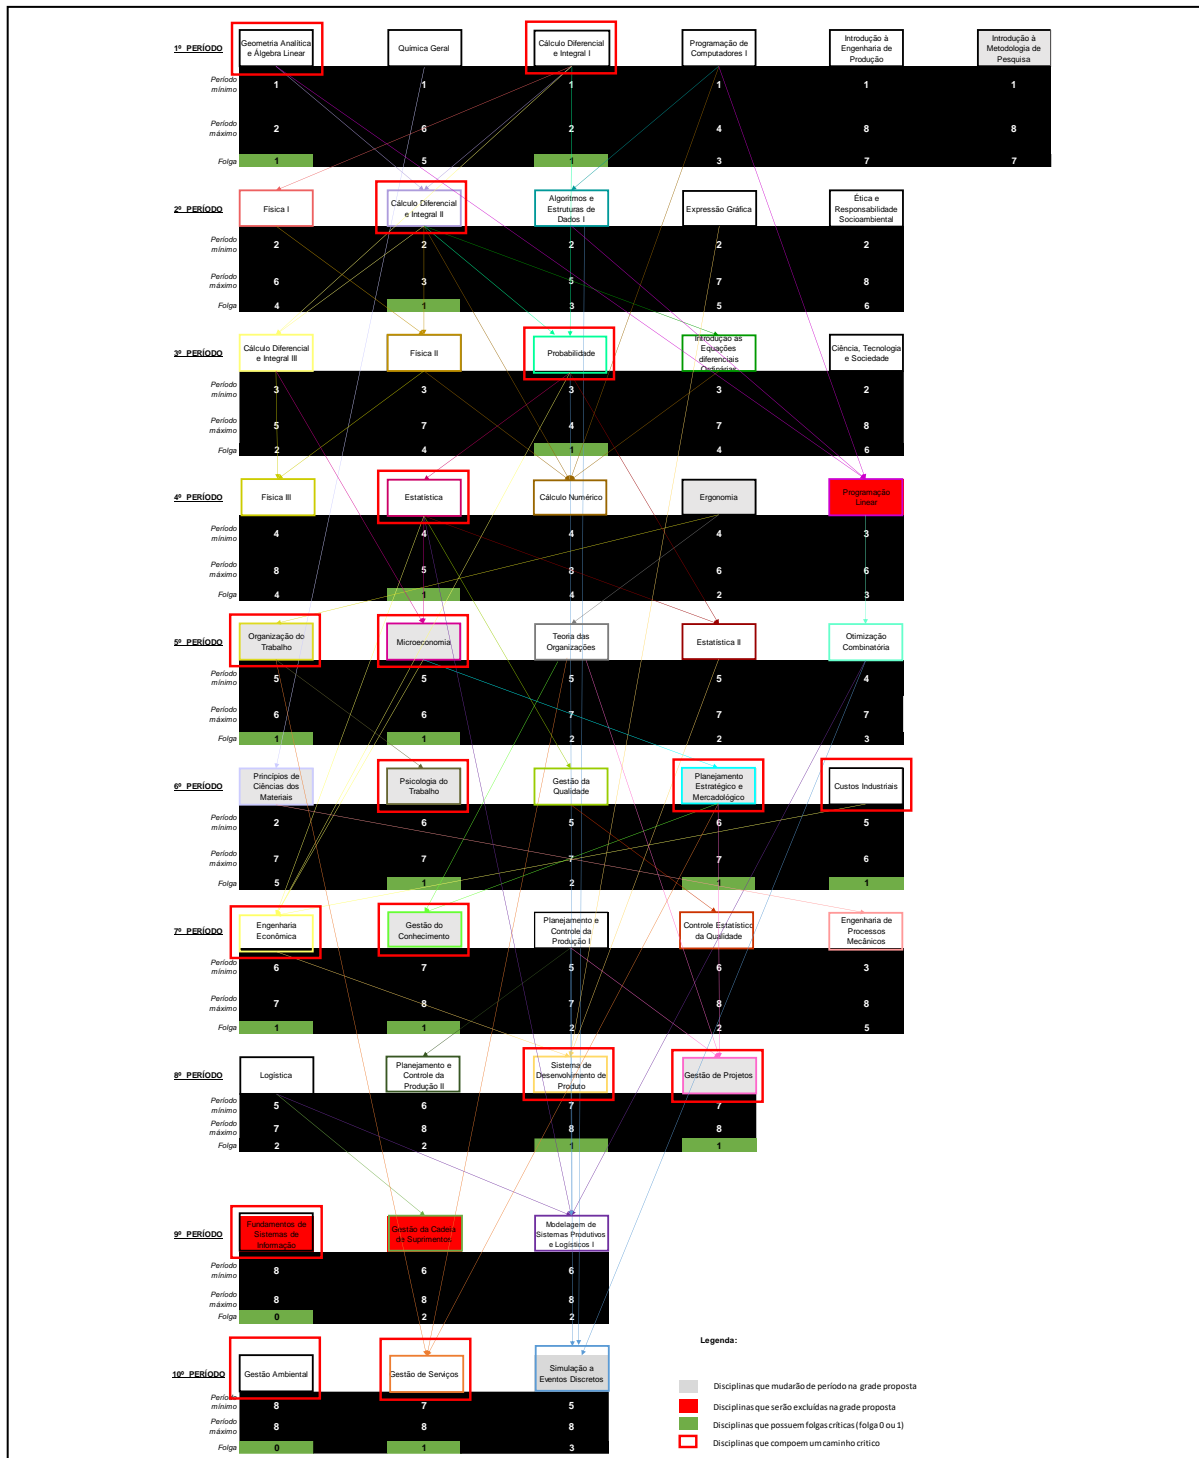 1º PERÍODO
Geometria Analítica
e Álgebra Linear
Química Geral
Cálculo Diferencial
e Integral I
Programação de
Computadores I
Introdução à
Engenharia de
Produção
Introdução à
Metodologia de
Pesquisa
Período
mínimo
1 1 1 1 1 1
Período
máximo
2 6 2 4 8 8
Folga
1 5 1 3 7 7
2º PERÍODO
Física I
Cálculo Diferencial
e Integral II
Algoritmos e
Estruturas de
Dados I
Expressão Gráfica
Ética e
Responsabilidade
Socioambiental
Período
mínimo
2 2 2 2 2
Período
máximo
6 3 5 7 8
Folga
4 1 3 5 6
3º PERÍODO
Cálculo Diferencial
e Integral III
Física II
Probabilidade
Introdução às
Equações
diferenciais
Ordinárias
Ciência, Tecnologia
e Sociedade
Período
mínimo
3 3 3 3 2
Período
máximo
5 7 4 7 8
Folga
2 4 1 4 6
4º PERÍODO
Física III
Estatística
Cálculo Numérico
Ergonomia
Programação
Linear
Período
mínimo
4 4 4 4 3
Período
máximo
8 5 8 6 6
Folga
4 1 4 2 3
5º PERÍODO
Organização do
Trabalho
Microeconomia
Teoria das
Organizações
Estatística II
Otimização
Combinatória
Período
mínimo
5 5 5 5 4
Período
máximo
6 6 7 7 7
Folga
1 1 2 2 3
6º PERÍODO
Princípios de
Ciências dos
Materiais
Psicologia do
Trabalho
Gestão da
Qualidade
Planejamento
Estratégico e
Mercadológico
Custos Industriais
Período
mínimo
2 6 5 6 5
Período
máximo
7 7 7 7 6
Folga
5 1 2 1 1
7º PERÍODO
Engenharia
Econômica
Gestão do
Conhecimento
Planejamento e
Controle da
Produção I
Controle Estatístico
da Qualidade
Engenharia de
Processos
Mecânicos
Período
mínimo
6 7 5 6 3
Período
máximo
7 8 7 8 8
Folga
1 1 2 2 5
8º PERÍODO
Logística
Planejamento e
Controle da
Produção II
Sistema de
Desenvolvimento de
Produto
Gestão de Projetos
Período
mínimo
5 6 7 7
Período
máximo
7 8 8 8
Folga
2 2 1 1
9º PERÍODO
Fundamentos de
Sistemas de
Informação
Gestão da Cadeia
de Suprimentos
Modelagem de
Sistemas Produtivos
e Logísticos I
Período
mínimo
8 6 6
Período
máximo
8 8 8
Folga
0 2 2
10º PERÍODO
Gestão Ambiental
Gestão de Serviços
Simulação a
Eventos Discretos
Período
mínimo
8 7 5
Período
máximo
8 8 8
Folga
0 1 3
Legenda:
Disciplinas que mudarão de período na grade proposta
Disciplinas que serão excluídas na grade proposta
Disciplinas que possuem folgas críticas (folga 0 ou 1)
Disciplinas que compoem um caminho critico